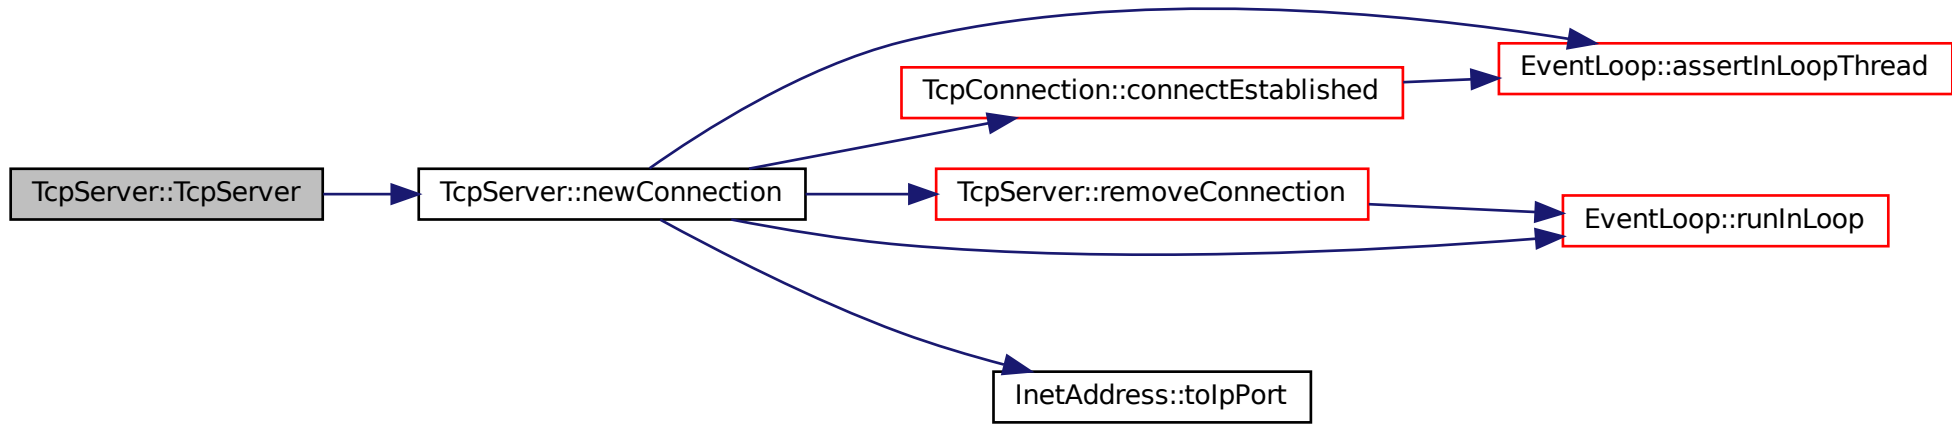 TcpServer::TcpServer
TcpServer::newConnection
EventLoop::assertInLoopThread
TcpConnection::connectEstablished
TcpServer::removeConnection
EventLoop::runInLoop
InetAddress::toIpPort